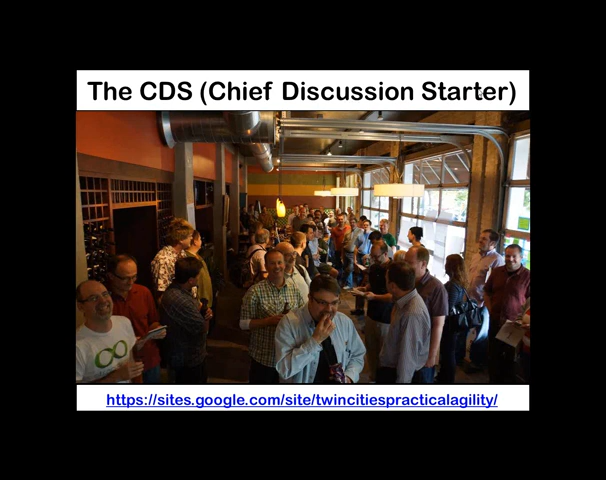 The CDS (Chief Discussion Starter)
https://sites.google.com/site/twincitiespracticalagility/